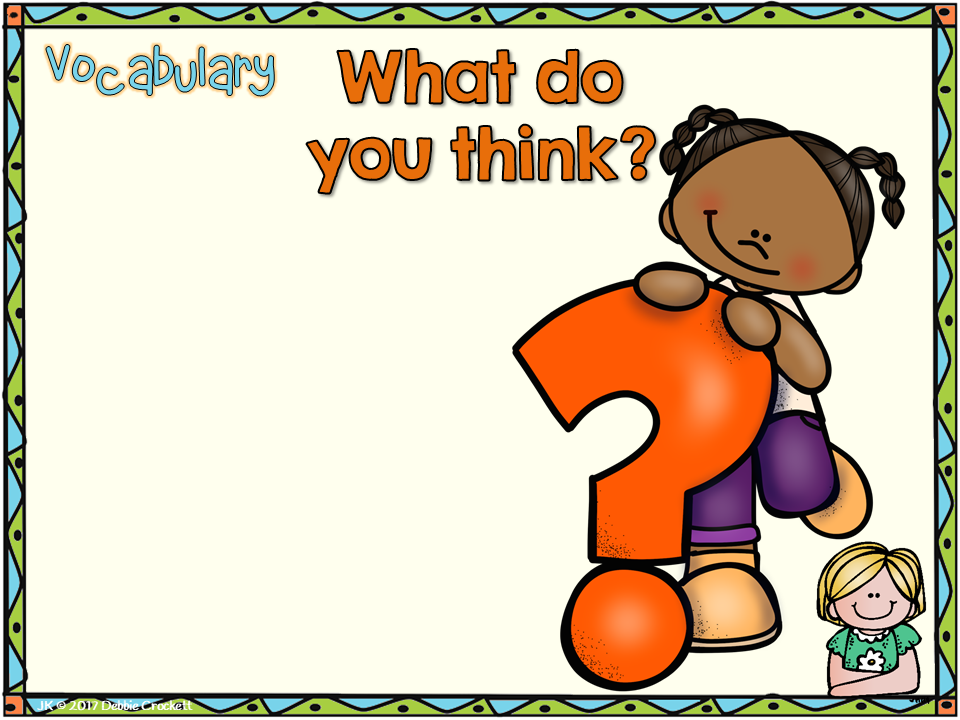 Vocabulary
What do
you think?
JK © 2017 Debbie Crockett